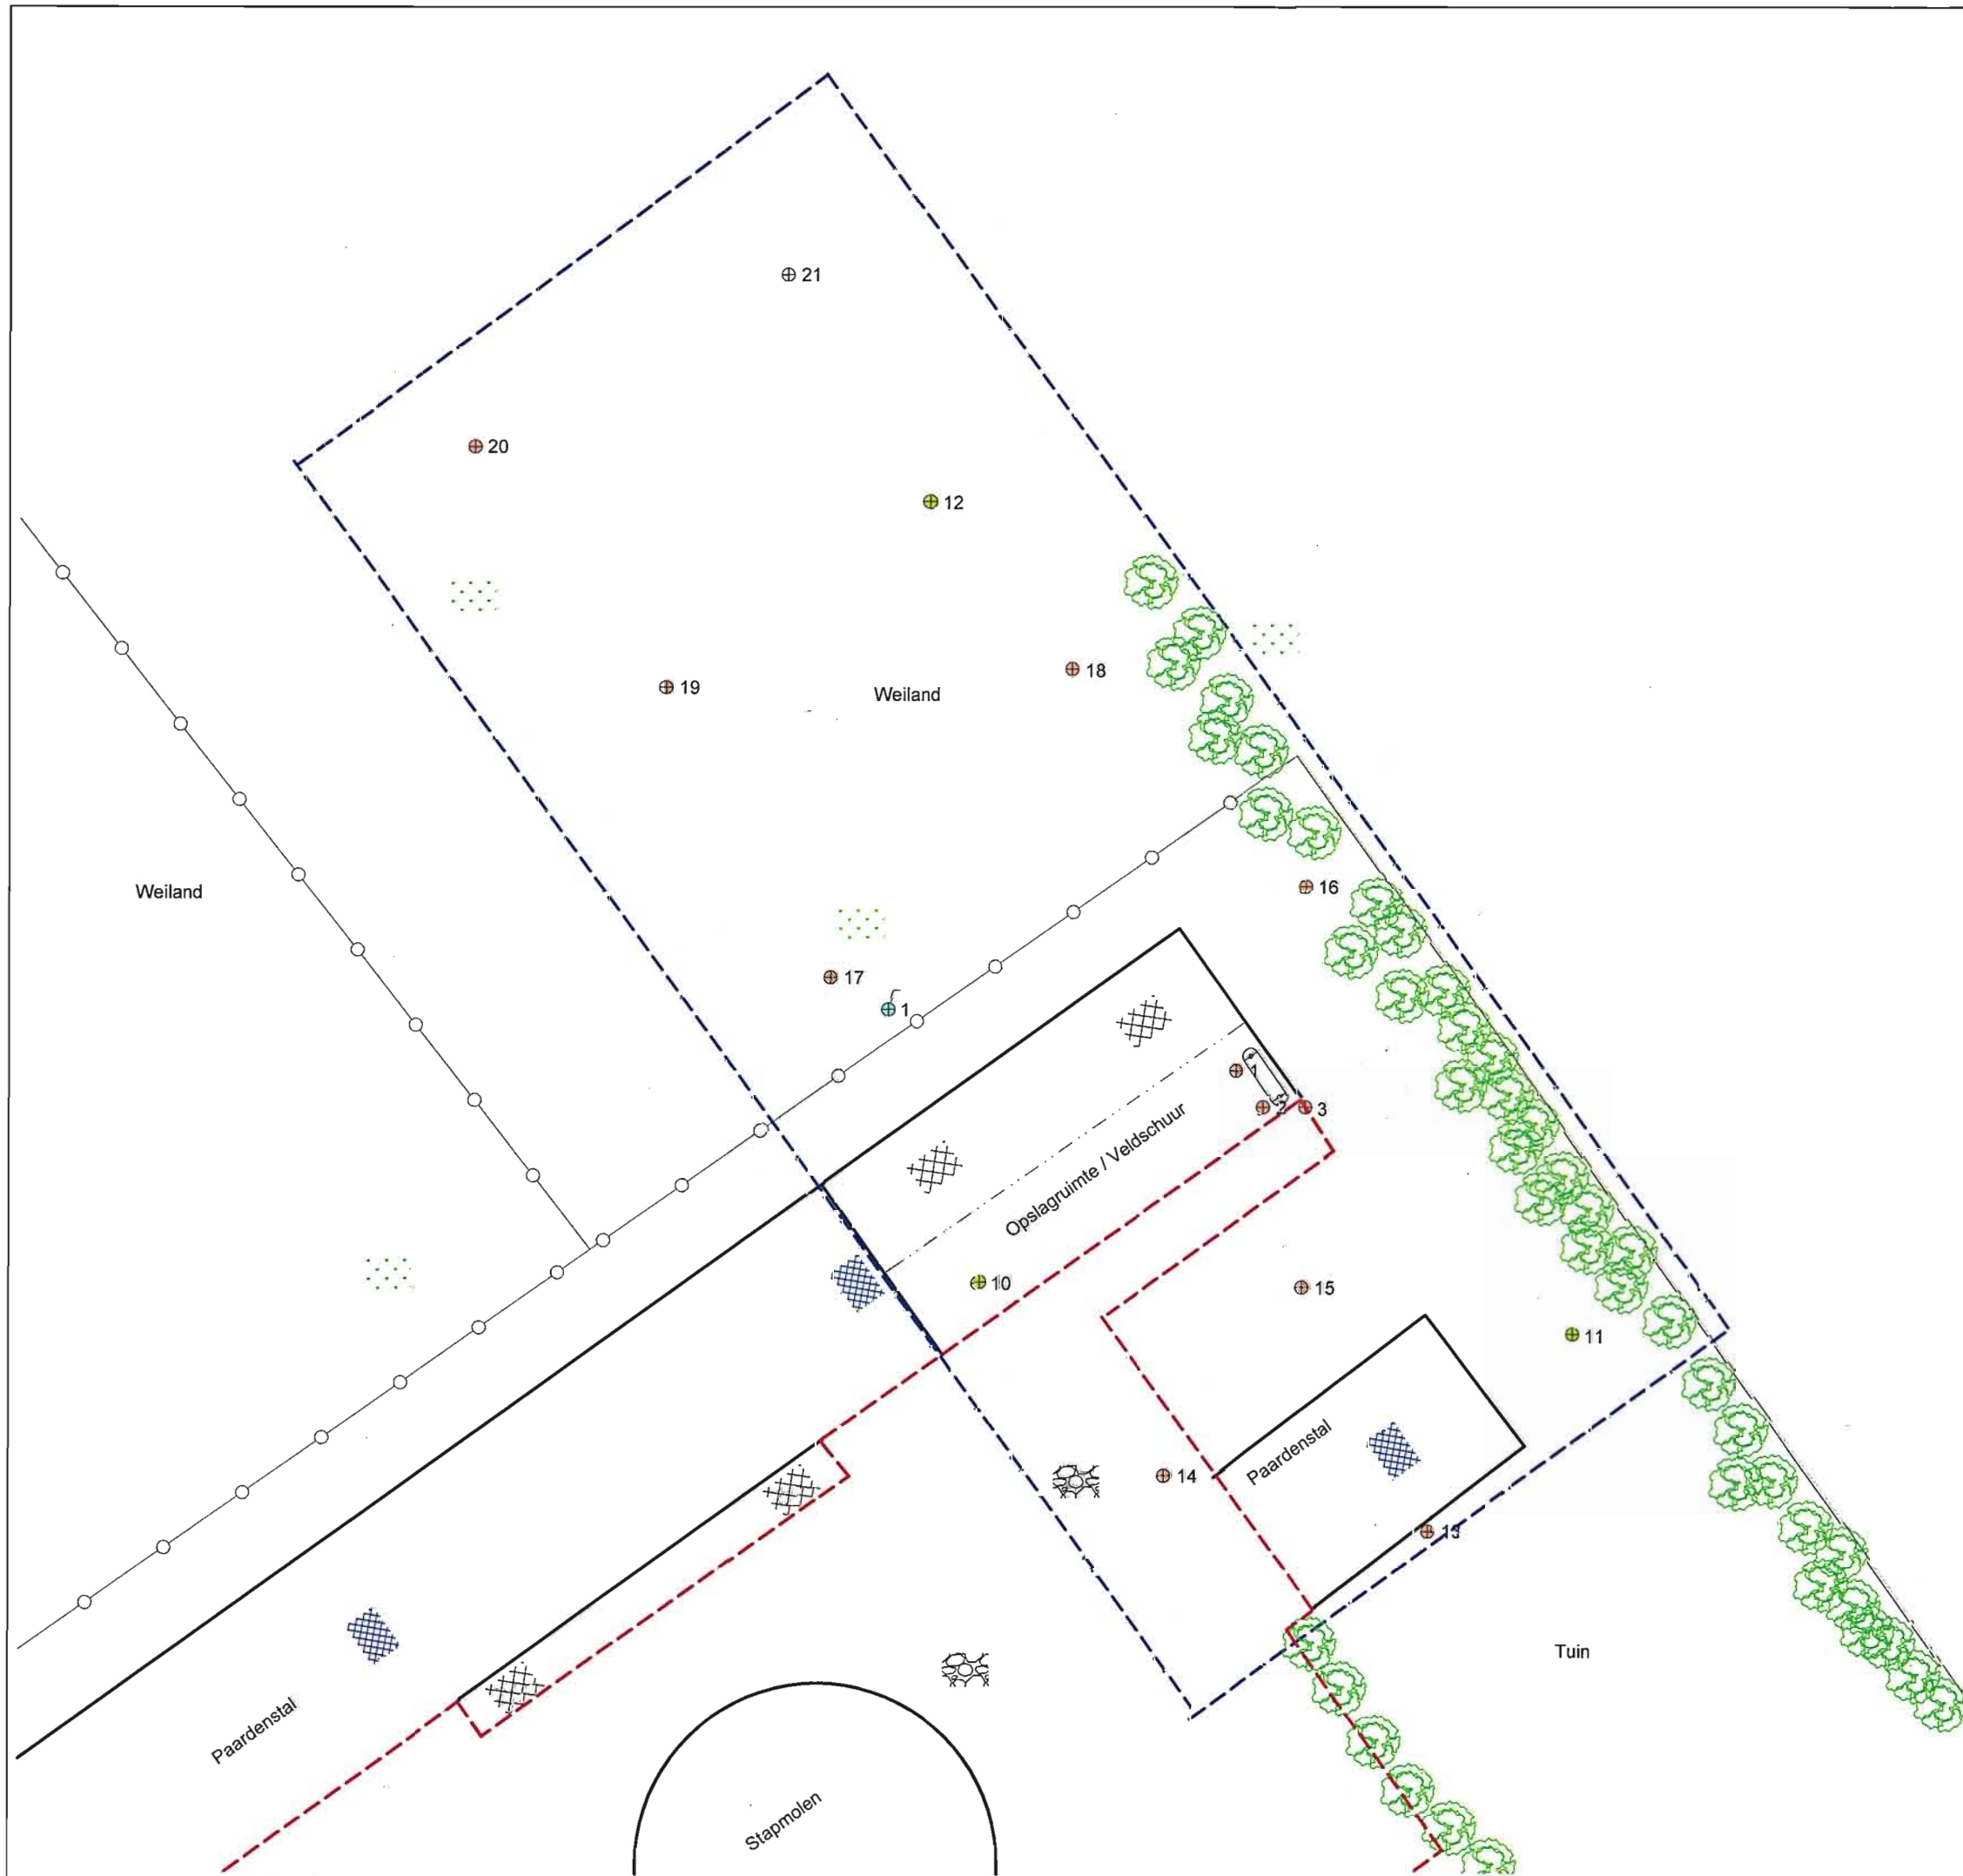 21
20
12
18
19
Weiland
Weiland
16
17
1
1
2
3
Opslagruimte / Veldschuur
10
15
11
Paardenstal
14
13
Tuin
Paardenstal
Stapmolen